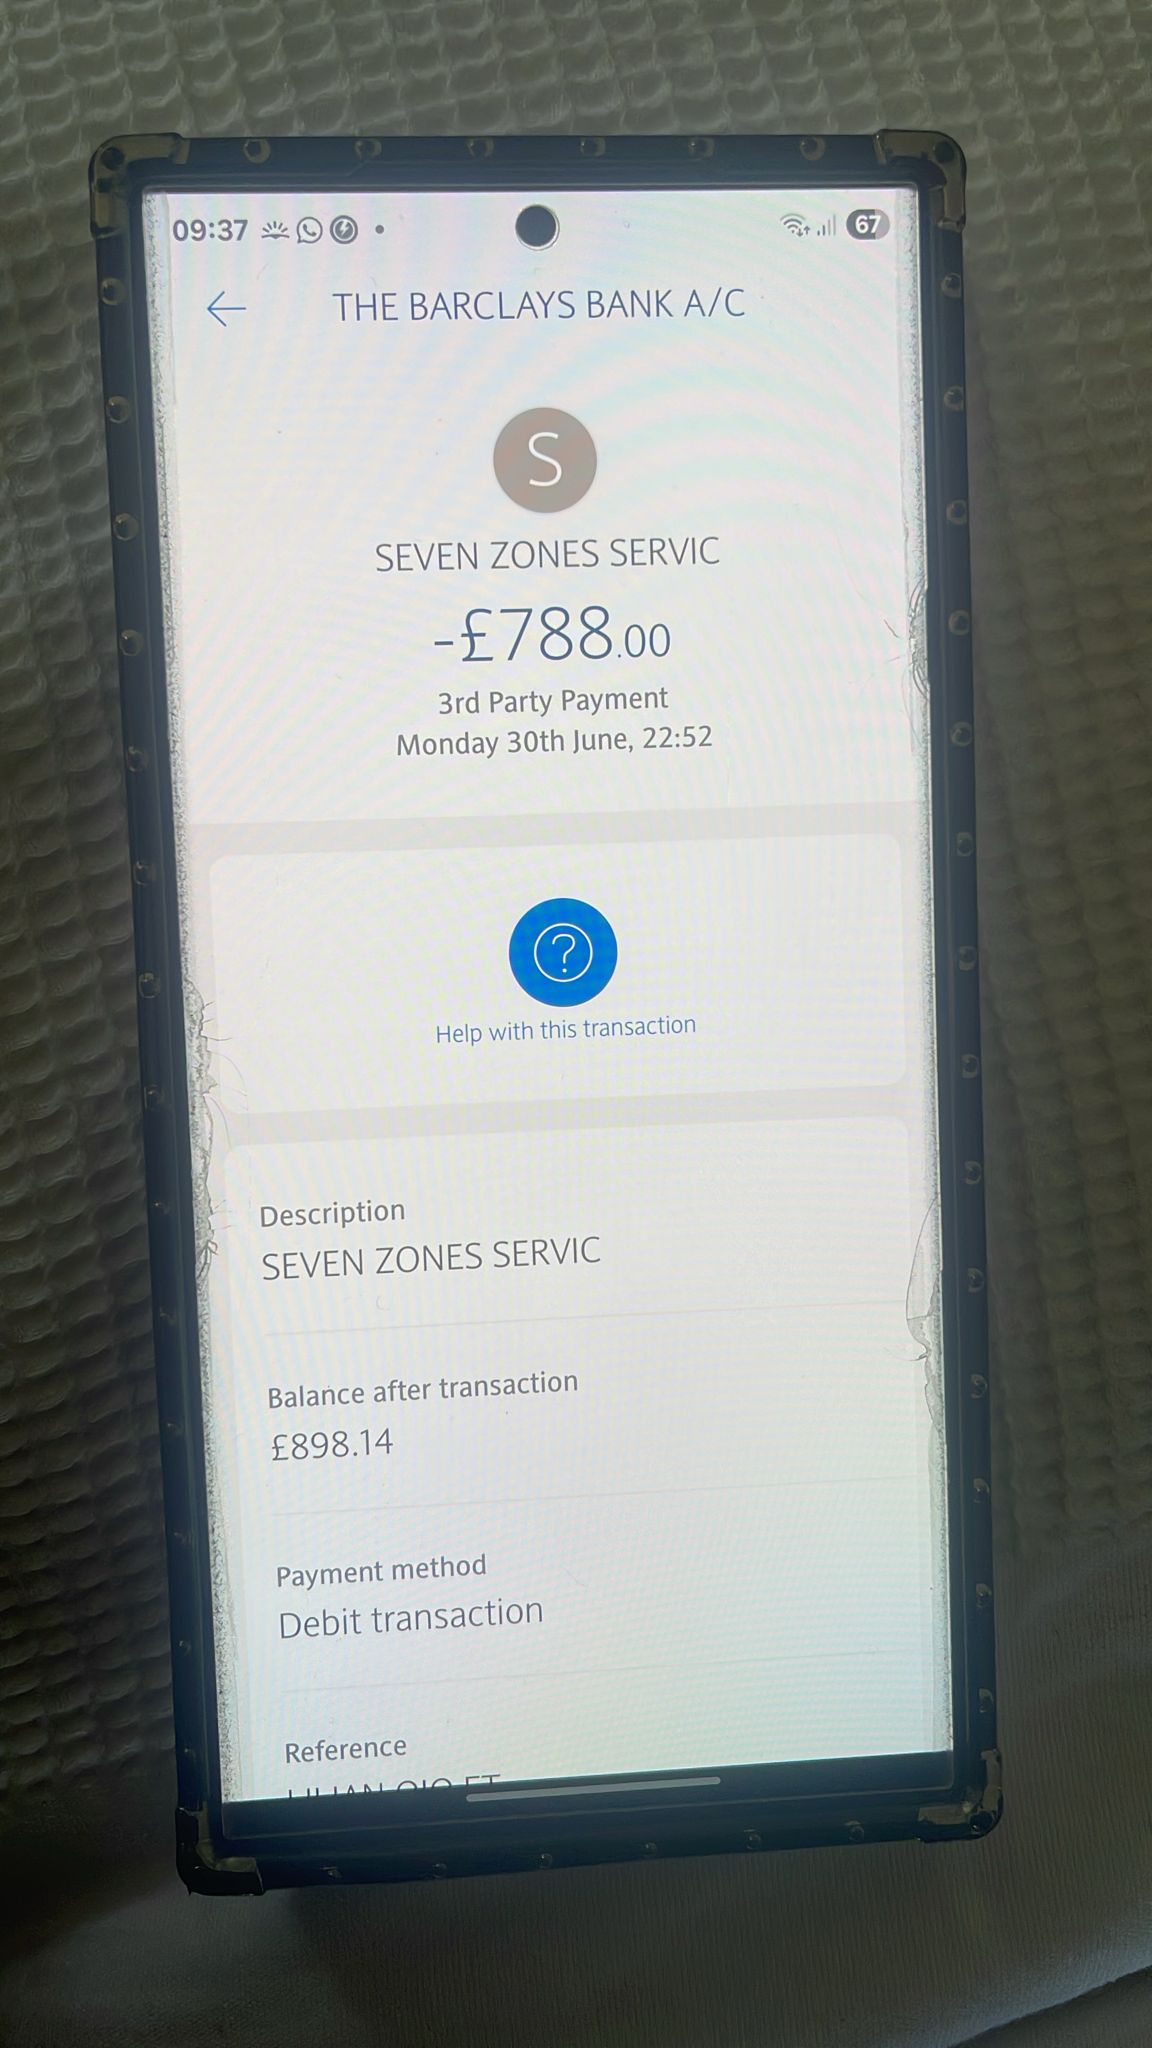 09:37
67
THE BARCLAYS BANK A/C
S
SEVEN ZONES SERVIC
-£788.00
3rd Party Payment
Monday 30th June, 22:52
?
Help with this transaction
Description
SEVEN ZONES SERVIC
Balance after transaction
£898.14
Payment method
Debit transaction
Reference